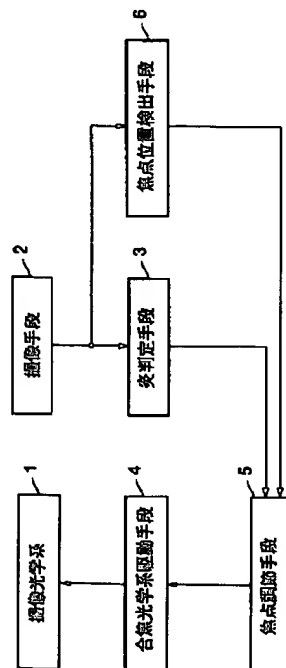 1
撮像光学系
2
撮像手段
4
合焦光学系駆動手段
3
炎判定手段
6
焦点位置検出手段
5
焦点調節手段